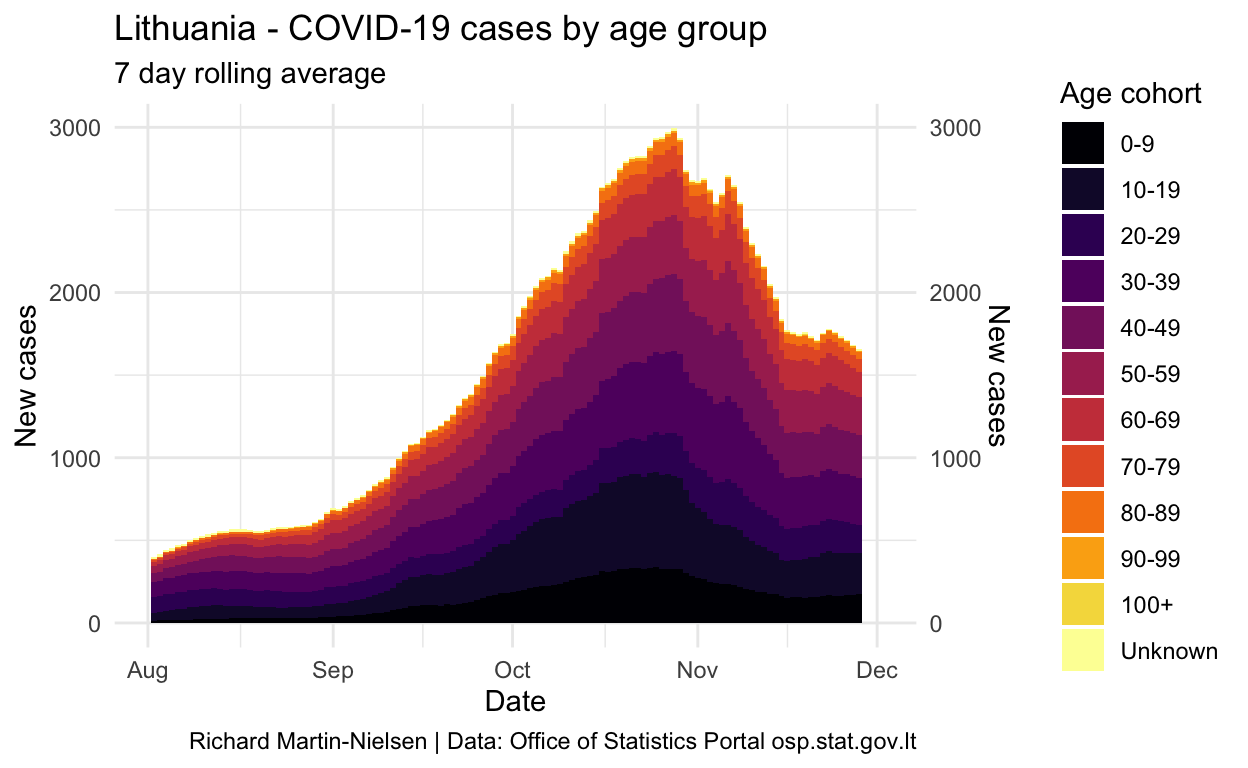 Lithuania - COVID-19 cases by age group
7 day rolling average
New cases
3000
2000
1000
0
3000
2000
1000
0
New cases
Aug
Sep
Oct
Nov
Dec
Date
Age cohort
0-9
10-19
20-29
30-39
40-49
50-59
60-69
70-79
80-89
90-99
100+
Unknown
Richard Martin-Nielsen | Data: Office of Statistics Portal osp.stat.gov.lt